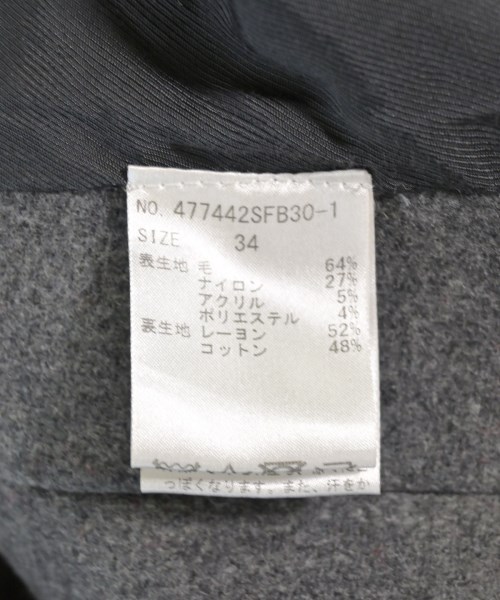 NO. 477442SFB30-1
SIZE 34
表生地 毛 64%
ナイロン 27%
アクリル 5%
ポリエステル 4%
裏生地 レーヨン 52%
コットン 48%
っぽくなります。また、汗をか